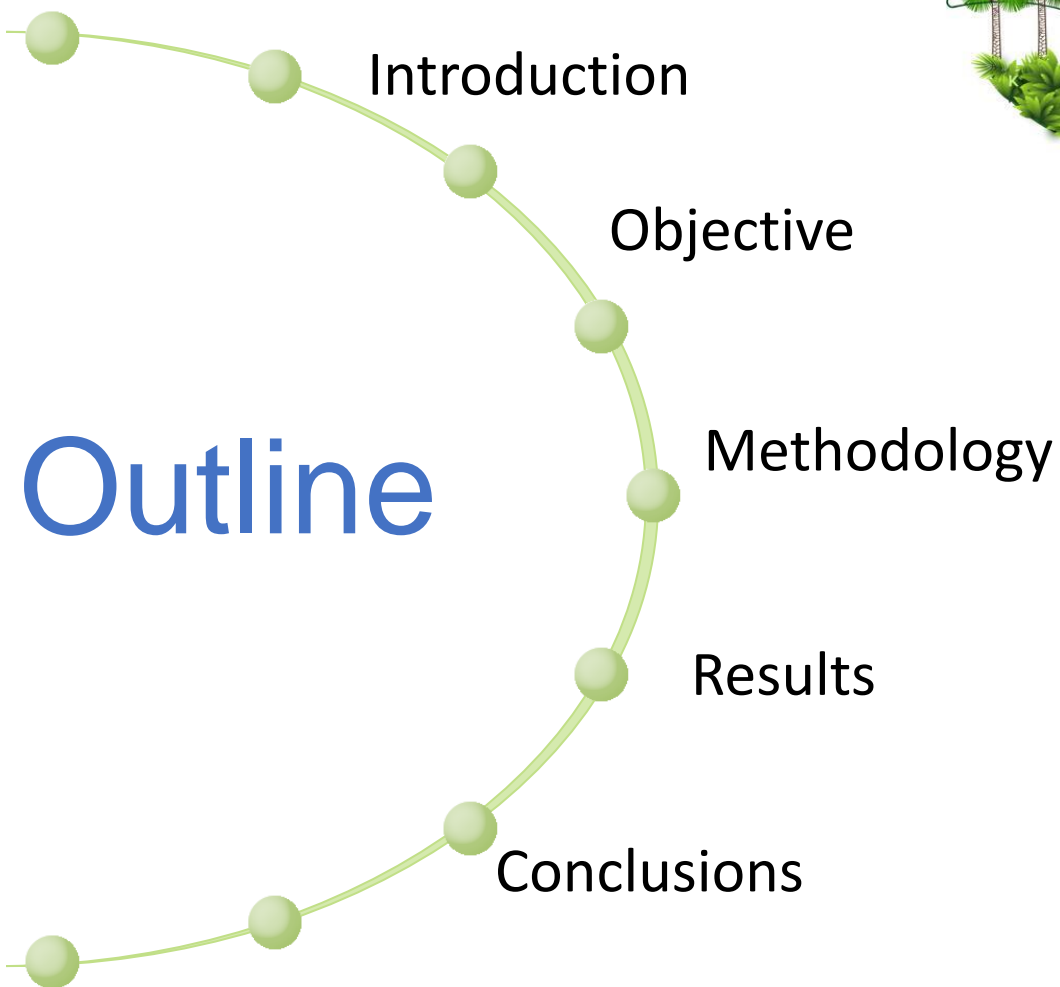 Introduction
Objective
Outline
Methodology
Results
Conclusions